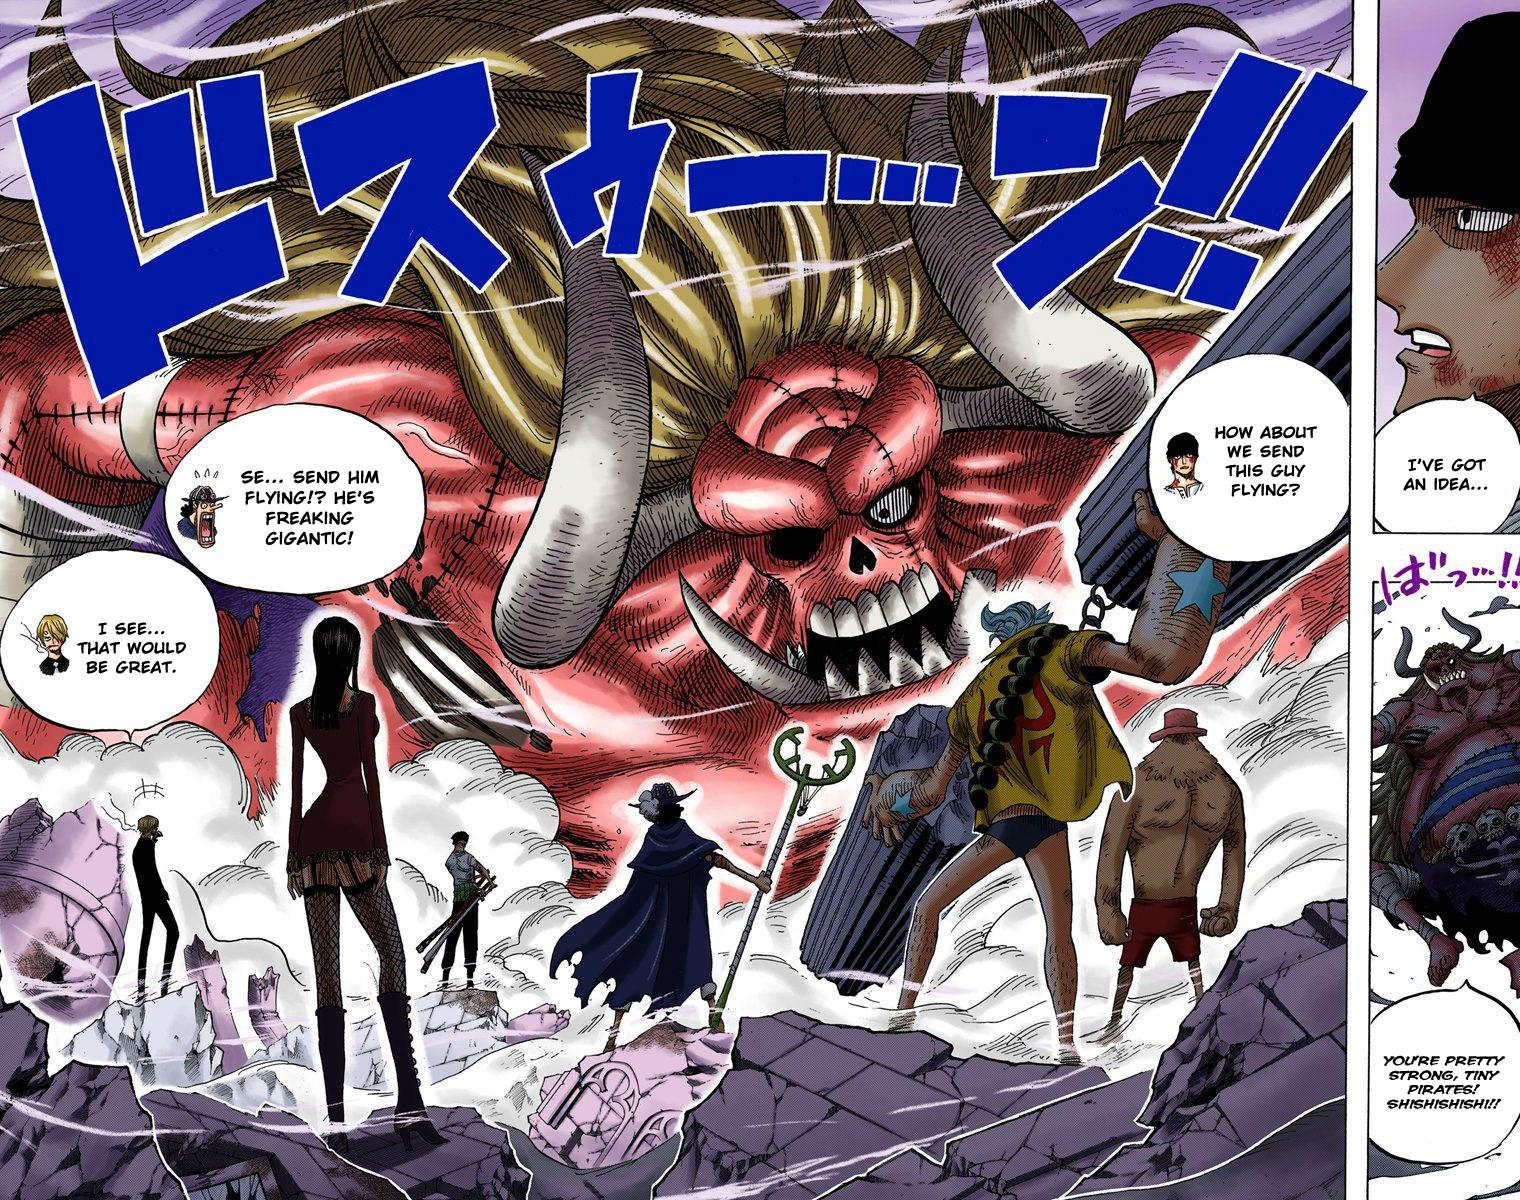 I'VE GOT
AN IDEA...
ばっ...!!
YOU'RE PRETTY
STRONG, TINY
PIRATES!
SHISHISHISHI!!
ドスゥーン!!
HOW ABOUT
WE SEND
THIS GUY
FLYING?
SE... SEND HIM
FLYING!? HE'S
FREAKING
GIGANTIC!
I SEE...
THAT WOULD
BE GREAT.